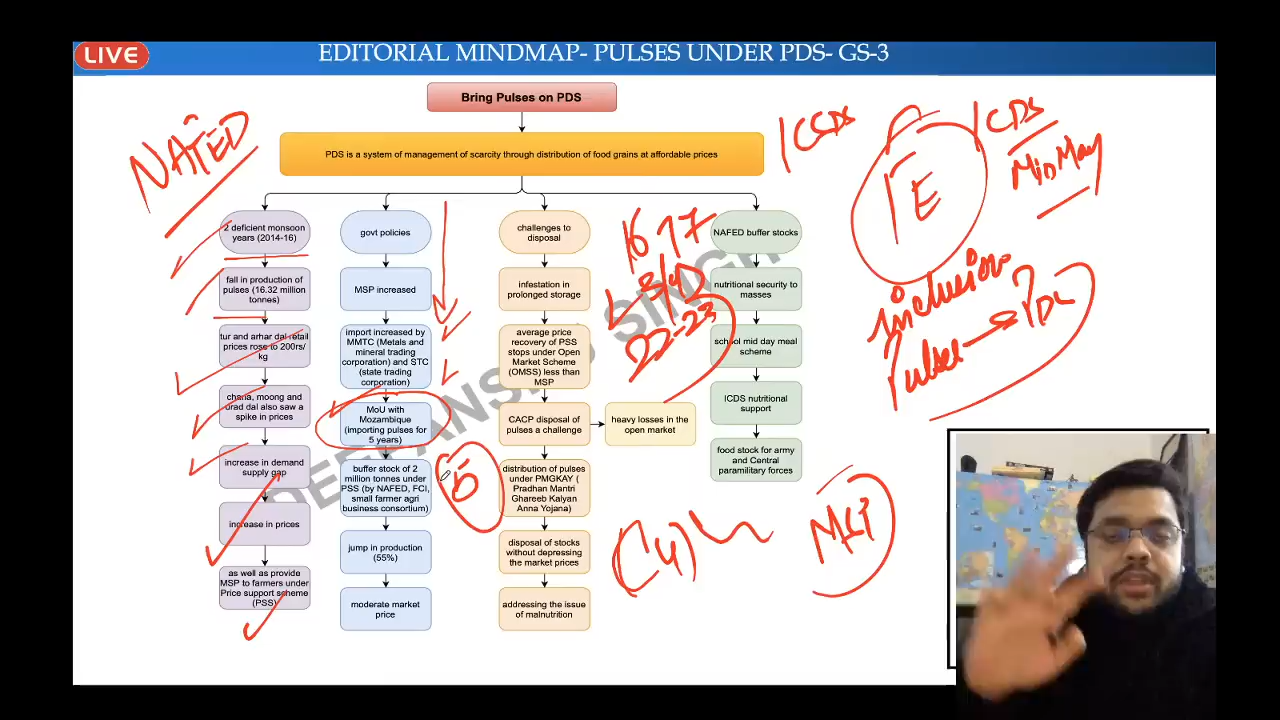 LIVE
EDITORIAL MINDMAP- PULSES UNDER PDS- GS-3
Bring Pulses on PDS
PDS is a system of management of scarcity through distribution of food grains at affordable prices
2 deficient monsoon
years (2014-16)
fall in production of
pulses (16.32 million
tonnes)
tur and arhar dal retail
prices rose to 200rs/
kg
chana, moong and
urad dal also saw a
spike in prices
increase in demand
supply gap
increase in prices
as well as provide
MSP to farmers under
Price support scheme
(PSS)
govt policies
MSP increased
import increased by
MMTC (Metals and
mineral trading
corporation) and STC
(state trading
corporation)
MoU with
Mozambique
(importing pulses for
5 years)
buffer stock of 2
million tonnes under
PSS (by NAFED, FCI,
small farmer agri
business consortium)
jump in production
(55%)
moderate market
price
challenges to
disposal
infestation in
prolonged storage
average price
recovery of PSS
stops under Open
Market Scheme
(OMSS) less than
MSP
CACP disposal of
pulses a challenge
heavy losses in the
open market
distribution of pulses
under PMGKAY (
Pradhan Mantri
Ghareeb Kalyan
Anna Yojana)
disposal of stocks
without depressing
the market prices
addressing the issue
of malnutrition
NAFED buffer stocks
nutritional security to
masses
school mid day meal
scheme
ICDS nutritional
support
food stock for army
and Central
paramilitary forces
DEEPANSHU SINGH
NAFED
16 17
22-23
5
(4)
ICDS
IE
inclusion
Pulses